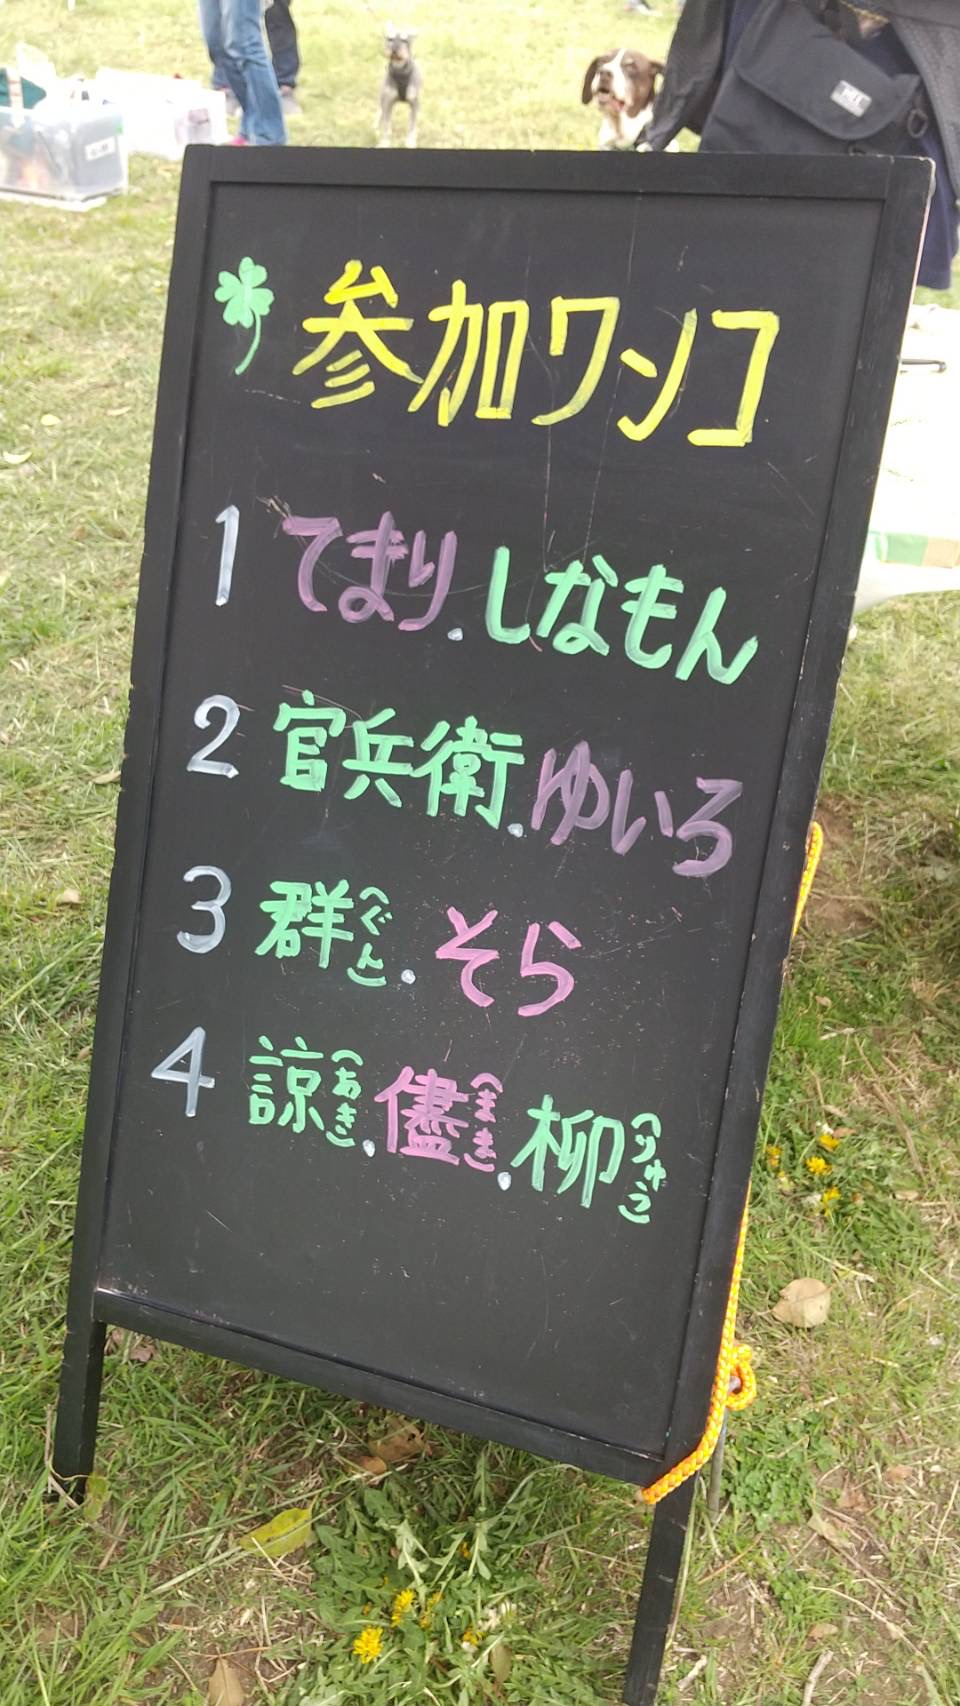 参加ワンコ
1 てまり.しなもん
2 官兵衛.ゆいろ
3 群(ぐん).そら
4 諒(あき).儘(まま).柳(りゅう)